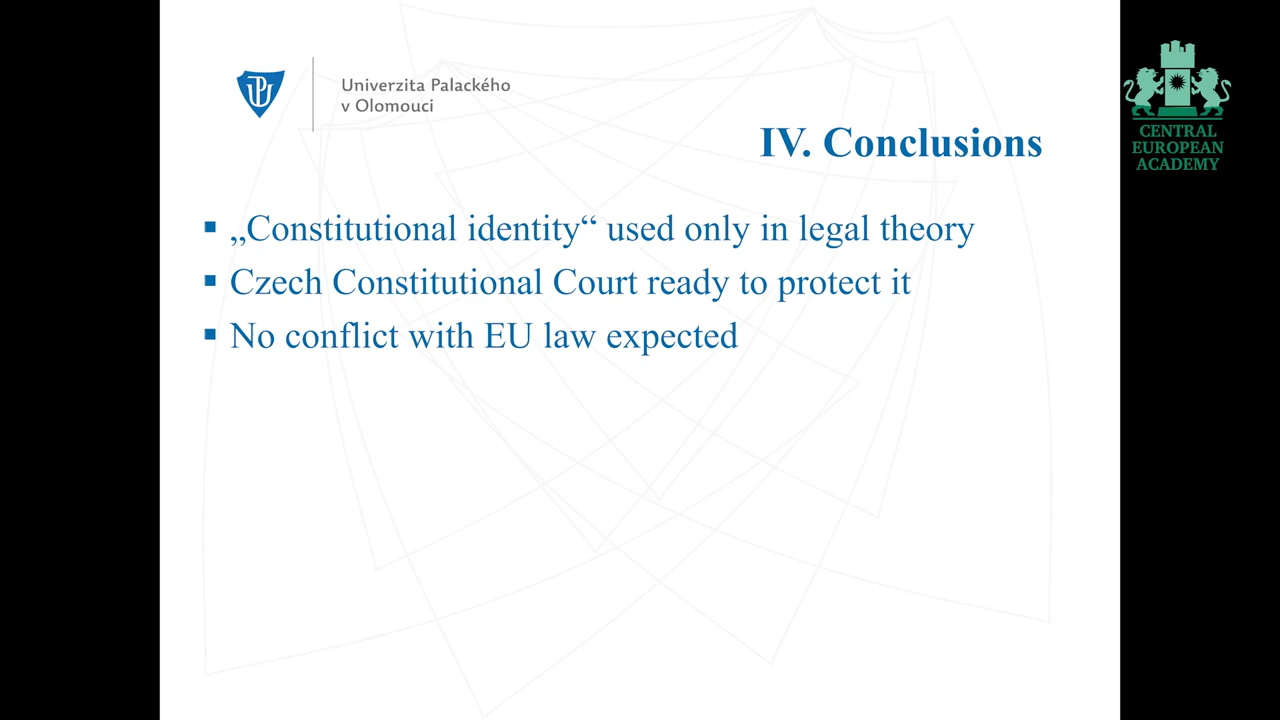 Univerzita Palackého
v Olomouci
IV. Conclusions
„Constitutional identity“ used only in legal theory
Czech Constitutional Court ready to protect it
No conflict with EU law expected
CENTRAL
EUROPEAN
ACADEMY